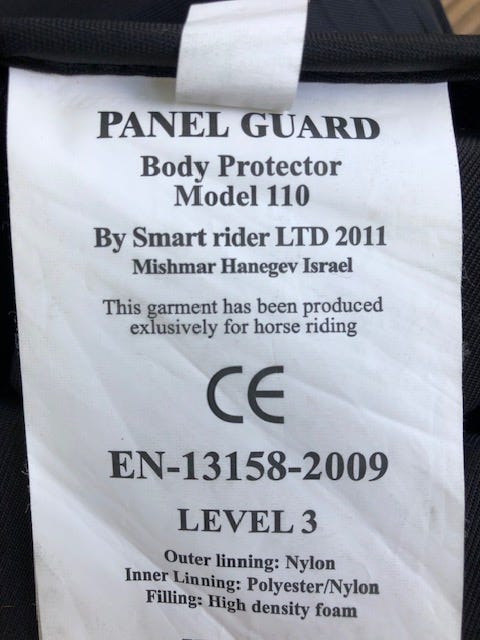 PANEL GUARD
Body Protector
Model 110
By Smart rider LTD 2011
Mishmar Hanegev Israel
This garment has been produced
exlusively for horse riding
CE
EN-13158-2009
LEVEL 3
Outer linning: Nylon
Inner Linning: Polyester/Nylon
Filling: High density foam